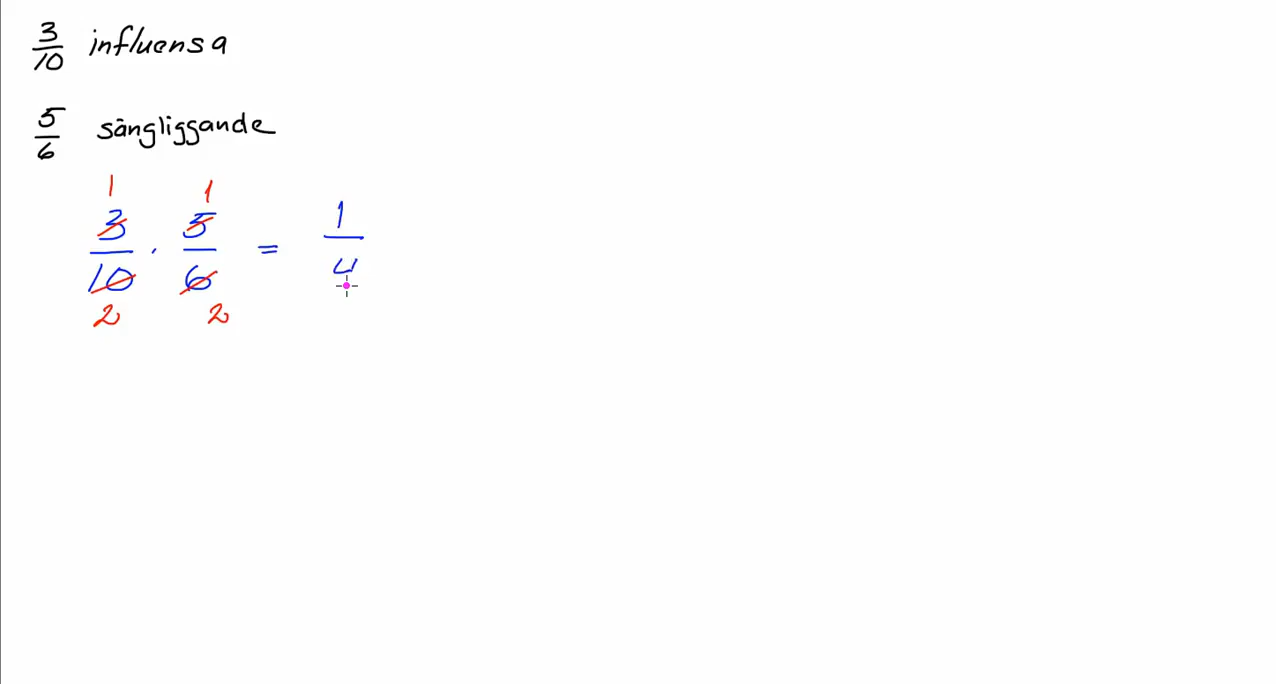 3/10 influensa
5/6 sängliggande
1 1
3/10 · 5/6 = 1/4
2 2